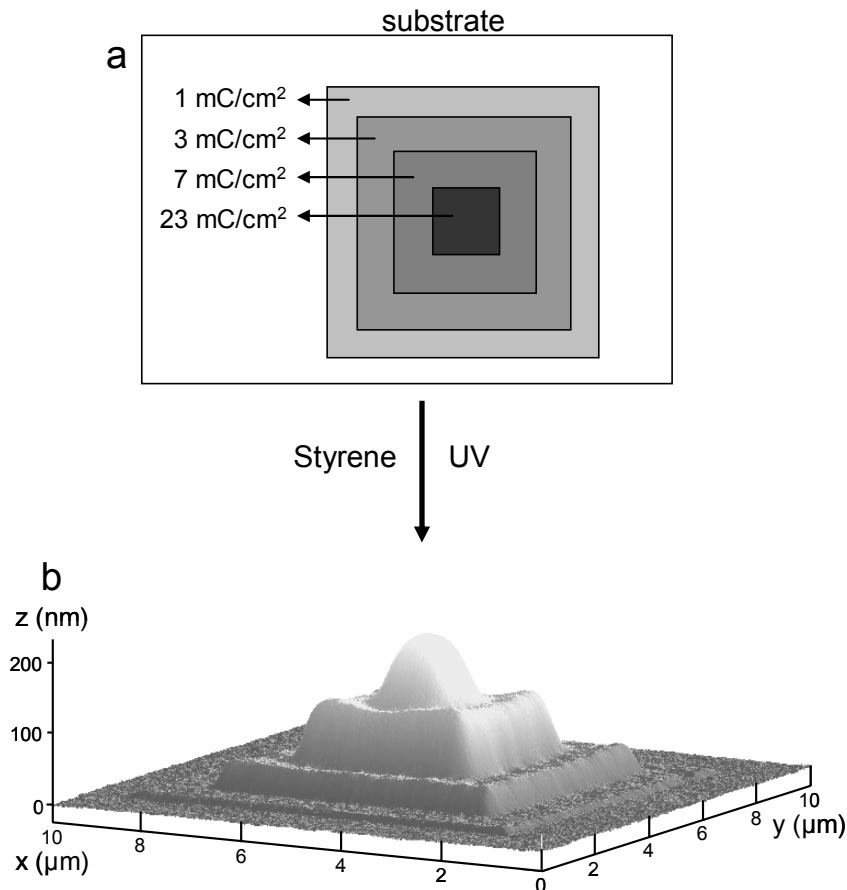 substrate
a
1 mC/cm²
3 mC/cm²
7 mC/cm²
23 mC/cm²
Styrene UV
b
z (nm)
200
100
0
10 8 6 4 2 0
x (μm)
2 4 6 8 10
y (μm)